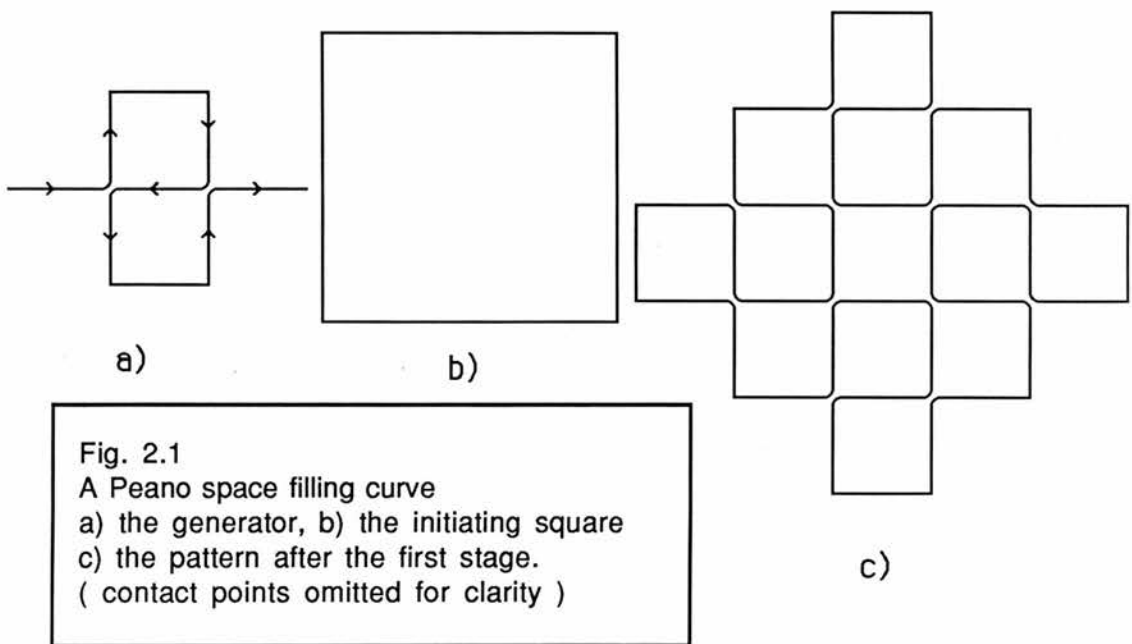 a)
b)
c)
Fig. 2.1
A Peano space filling curve
a) the generator, b) the initiating square
c) the pattern after the first stage.
( contact points omitted for clarity )